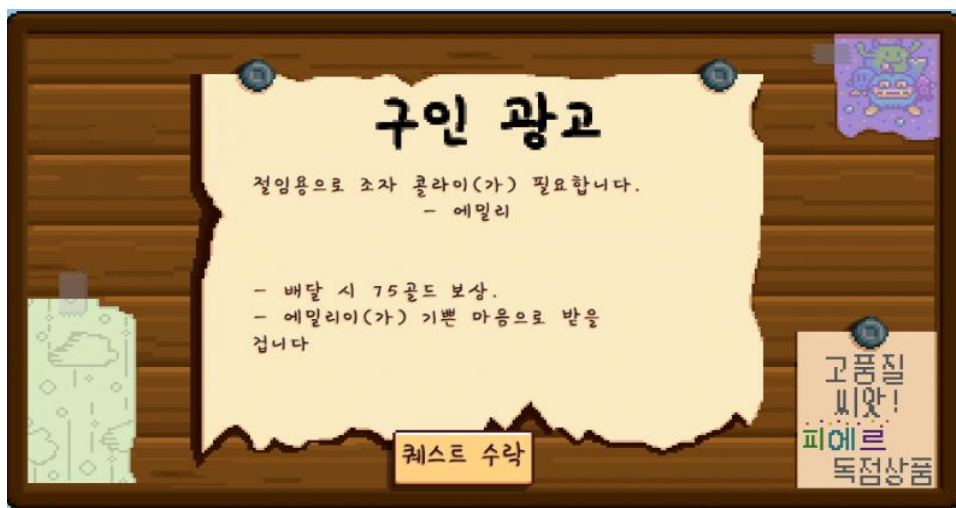 구인 광고
절임용으로 조자 콜라이(가) 필요합니다.
- 에밀리
- 배달 시 75골드 보상.
- 에밀리이(가) 기쁜 마음으로 받을
겁니다
퀘스트 수락
고품질
씨앗!
피에르
독점상품